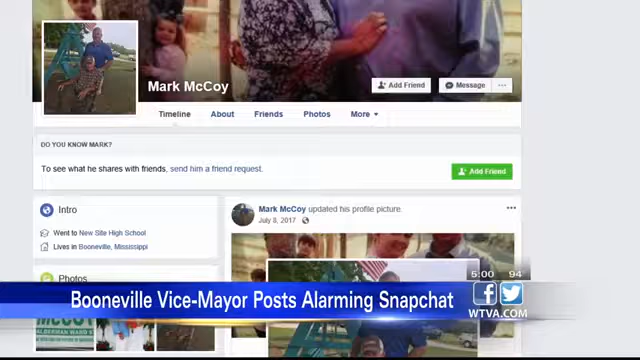 Mark McCoy
Add Friend
Message
Timeline About Friends Photos More
DO YOU KNOW MARK?
To see what he shares with friends, send him a friend request.
Add Friend
Intro
Went to New Site High School
Lives in Booneville, Mississippi
Photos
Mark McCoy updated his profile picture.
July 8, 2017
McCOY
ALDERMAN WARD
Booneville Vice-Mayor Posts Alarming Snapchat
5:00 94
WTVA.COM